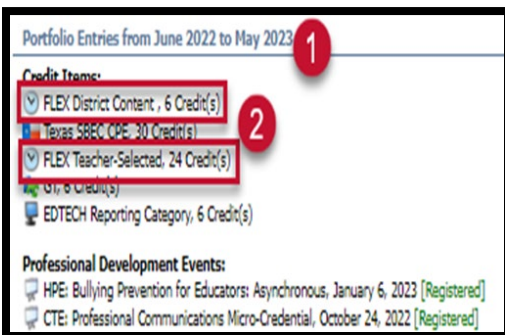 Portfolio Entries from June 2022 to May 2023
1
Credit Items:
FLEX District Content , 6 Credit(s)
Texas SBEC CPE, 30 Credit(s)
2
FLEX Teacher-Selected, 24 Credit(s)
GT, 6 Credit(s)
EDTECH Reporting Category, 6 Credit(s)
Professional Development Events:
HPE: Bullying Prevention for Educators: Asynchronous, January 6, 2023 [Registered]
CTE: Professional Communications Micro-Credential, October 24, 2022 [Registered]